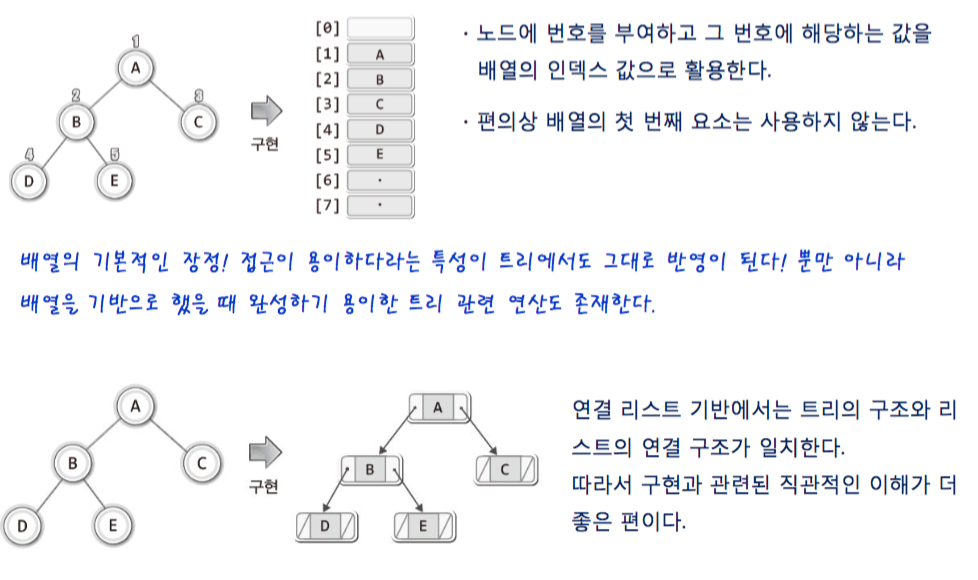 1
A
2
B
3
C
4
D
5
E
구현
[0]
[1] A
[2] B
[3] C
[4] D
[5] E
[6] ·
[7] ·
· 노드에 번호를 부여하고 그 번호에 해당하는 값을
배열의 인덱스 값으로 활용한다.
· 편의상 배열의 첫 번째 요소는 사용하지 않는다.
배열의 기본적인 장점! 접근이 용이하다라는 특성이 트리에서도 그대로 반영이 된다! 뿐만 아니라
배열을 기반으로 했을 때 완성하기 용이한 트리 관련 연산도 존재한다.
A
B
C
D
E
구현
A
B
C
D
E
연결 리스트 기반에서는 트리의 구조와 리
스트의 연결 구조가 일치한다.
따라서 구현과 관련된 직관적인 이해가 더
좋은 편이다.